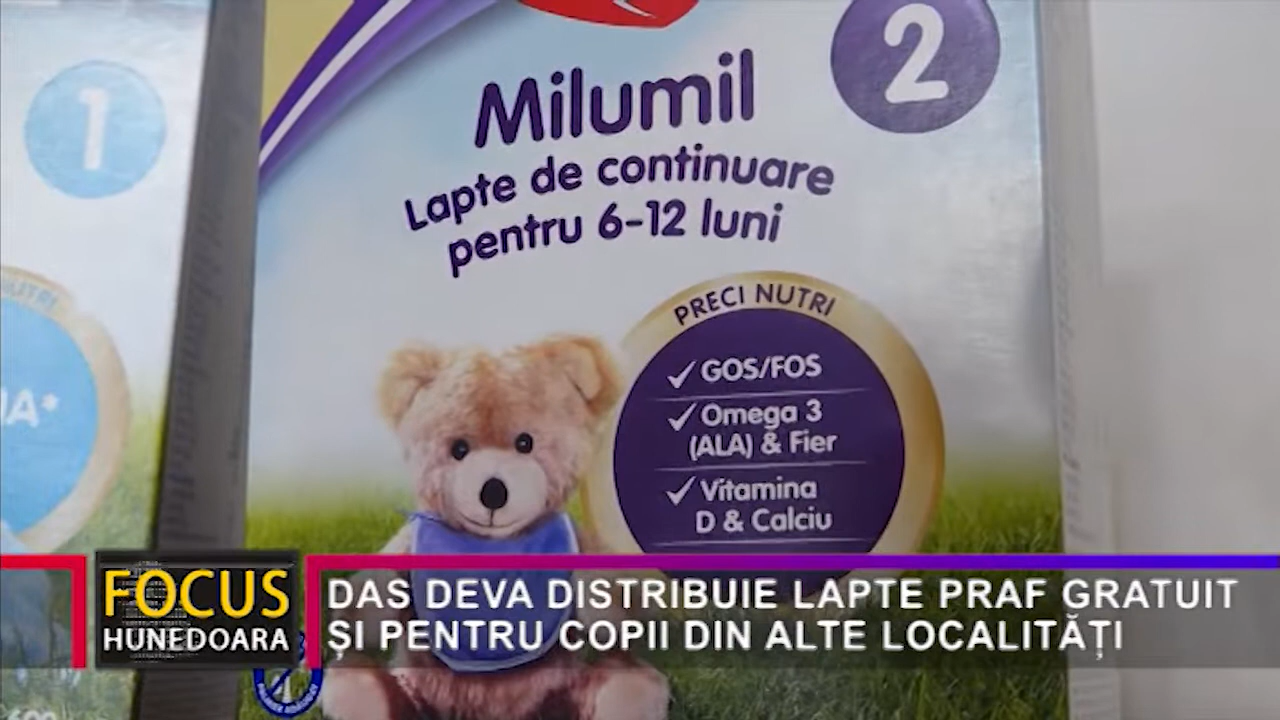 1
2
Milumil
Lapte de continuare
pentru 6-12 luni
PRECI NUTRI
GOS/FOS
Omega 3
(ALA) & Fier
Vitamina
D & Calciu
FOCUS
HUNEDOARA
DAS DEVA DISTRIBUIE LAPTE PRAF GRATUIT
ȘI PENTRU COPII DIN ALTE LOCALITĂȚI